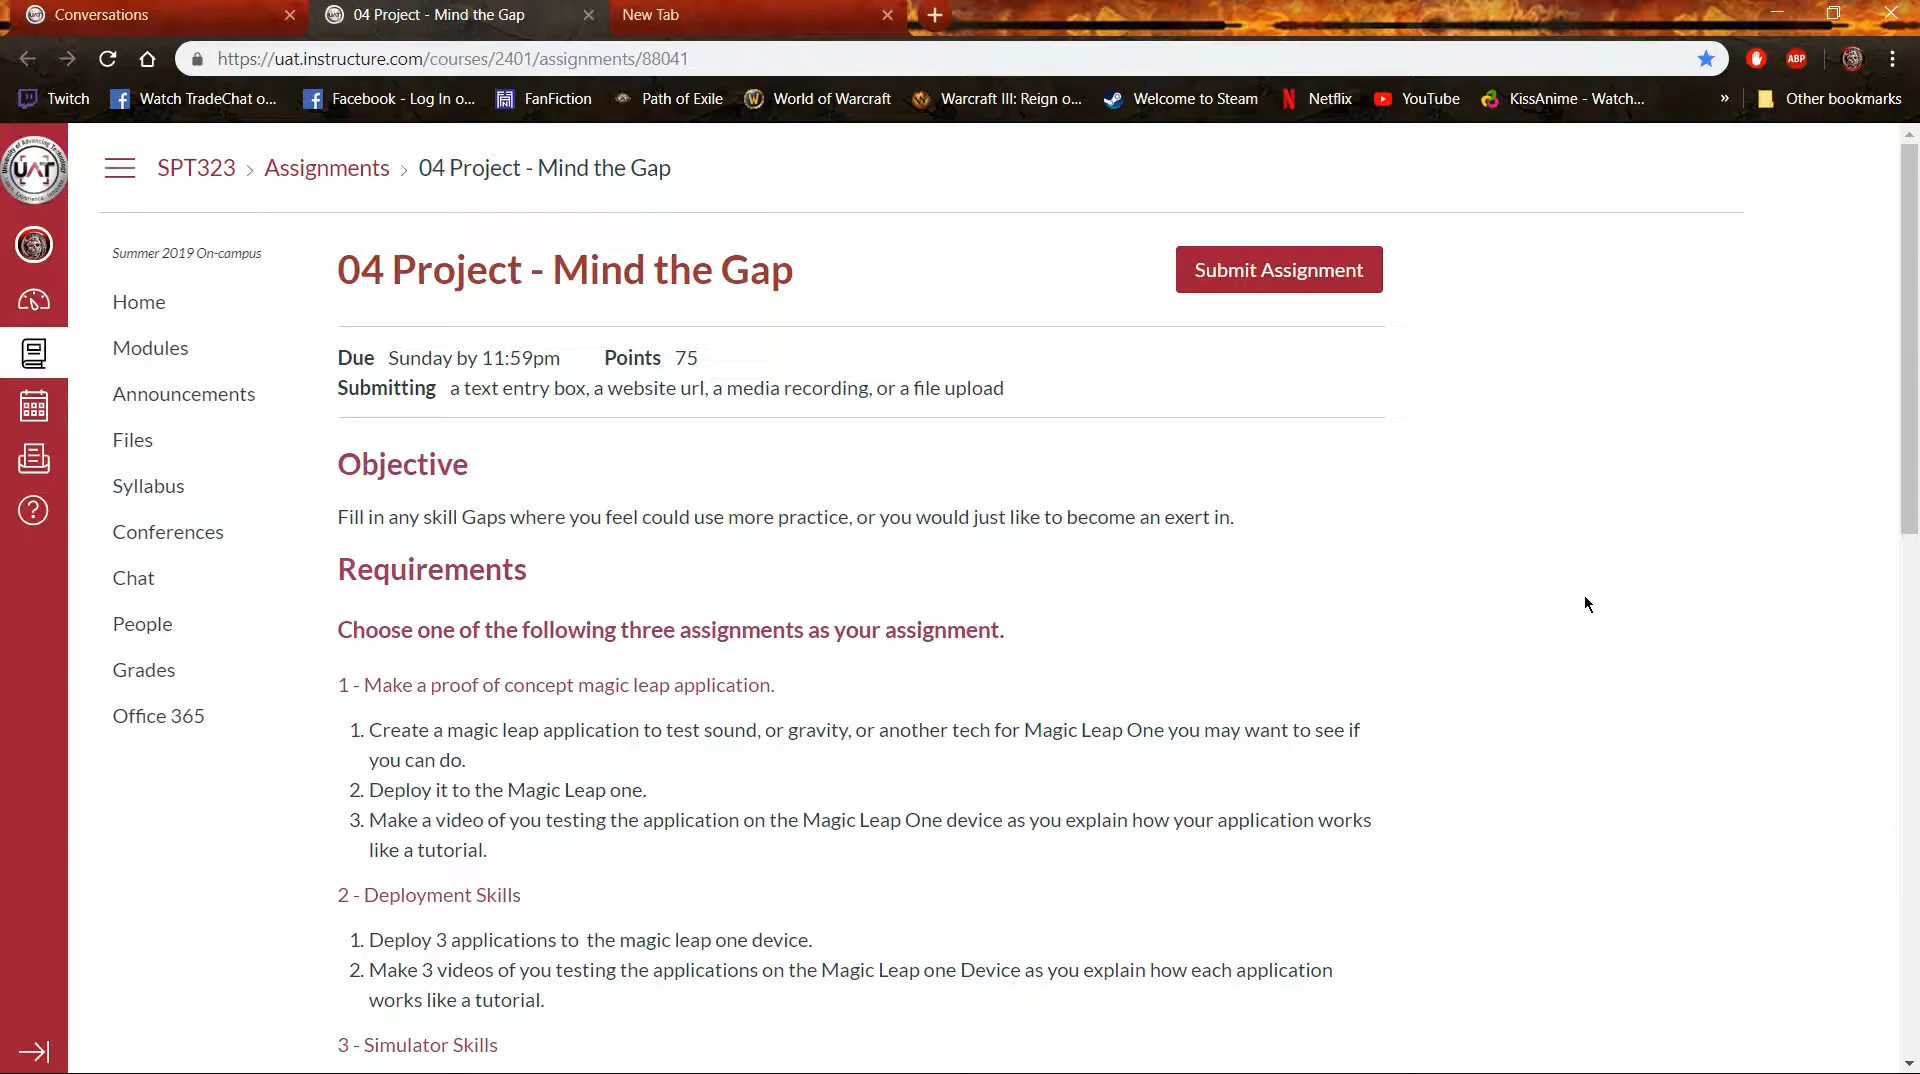 Conversations
04 Project - Mind the Gap
New Tab
https://uat.instructure.com/courses/2401/assignments/88041
ABP
Twitch
Watch TradeChat o...
Facebook - Log In o...
FanFiction
Path of Exile
World of Warcraft
Warcraft III: Reign o...
Welcome to Steam
Netflix
YouTube
KissAnime - Watch...
»
Other bookmarks
UAT
SPT323 › Assignments › 04 Project - Mind the Gap
Summer 2019 On-campus
Home
Modules
Announcements
Files
Syllabus
Conferences
Chat
People
Grades
Office 365
04 Project - Mind the Gap
Submit Assignment
Due Sunday by 11:59pm Points 75
Submitting a text entry box, a website url, a media recording, or a file upload
Objective
Fill in any skill Gaps where you feel could use more practice, or you would just like to become an exert in.
Requirements
Choose one of the following three assignments as your assignment.
1 - Make a proof of concept magic leap application.
1. Create a magic leap application to test sound, or gravity, or another tech for Magic Leap One you may want to see if
you can do.
2. Deploy it to the Magic Leap one.
3. Make a video of you testing the application on the Magic Leap One device as you explain how your application works
like a tutorial.
2 - Deployment Skills
1. Deploy 3 applications to the magic leap one device.
2. Make 3 videos of you testing the applications on the Magic Leap one Device as you explain how each application
works like a tutorial.
3 - Simulator Skills